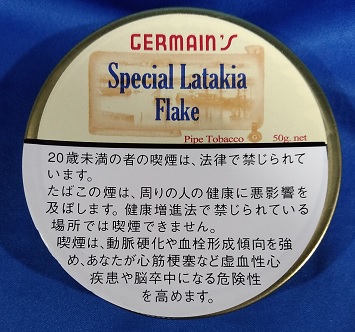 GERMAIN'S
Special Latakia
Flake
Pipe Tobacco
50g. net
20歳未満の者の喫煙は、法律で禁じられて
います。
たばこの煙は、周りの人の健康に悪影響を
及ぼします。健康増進法で禁じられている
場所では喫煙できません。
喫煙は、動脈硬化や血栓形成傾向を強
め、あなたが心筋梗塞など虚血性心
疾患や脳卒中になる危険性
を高めます。